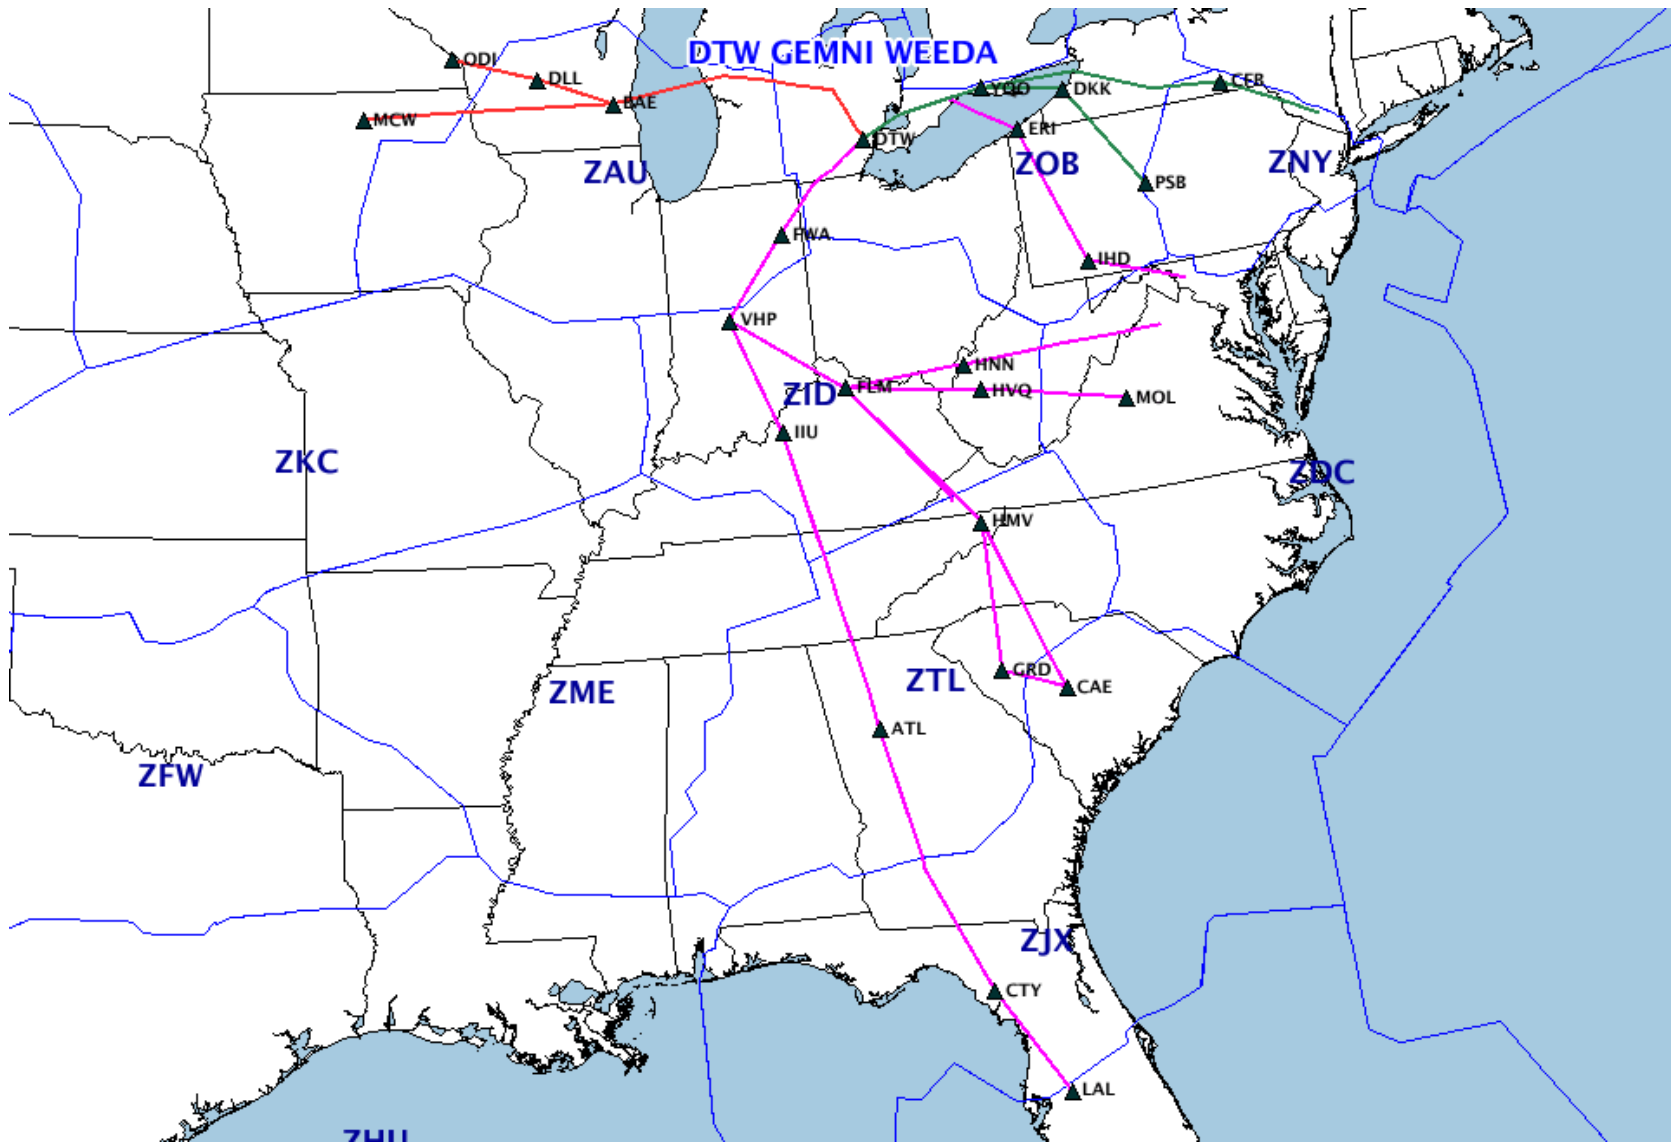 DTW GEMNI WEEDA
ODI
DLL
BAE
MCW
YQO
DKK
CFB
DTW
ERI
ZAU
ZOB
ZNY
PSB
FWA
IHD
VHP
HNN
FLM
ZID
HVQ
MOL
IIU
ZKC
ZDC
HMV
GRD
ZTL
CAE
ZME
ATL
ZFW
ZJX
CTY
LAL
ZHU